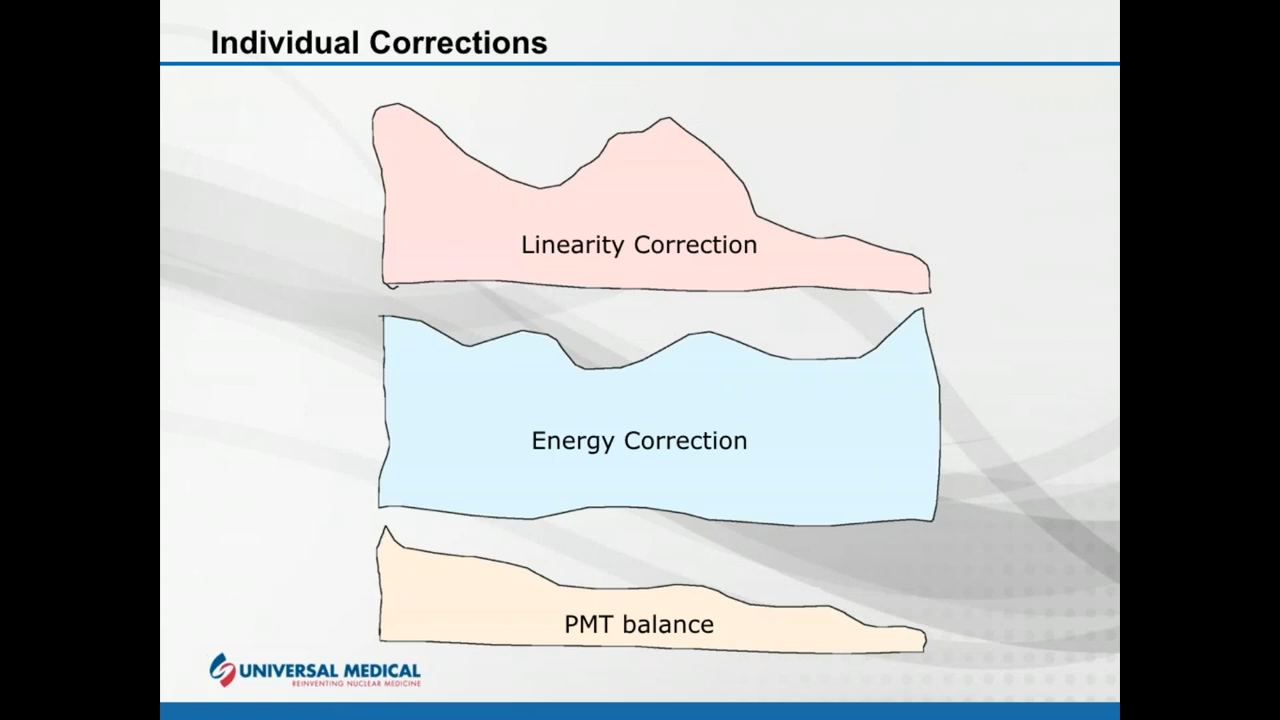 Individual Corrections
Linearity Correction
Energy Correction
PMT balance
UNIVERSAL MEDICAL
REINVENTING NUCLEAR MEDICINE